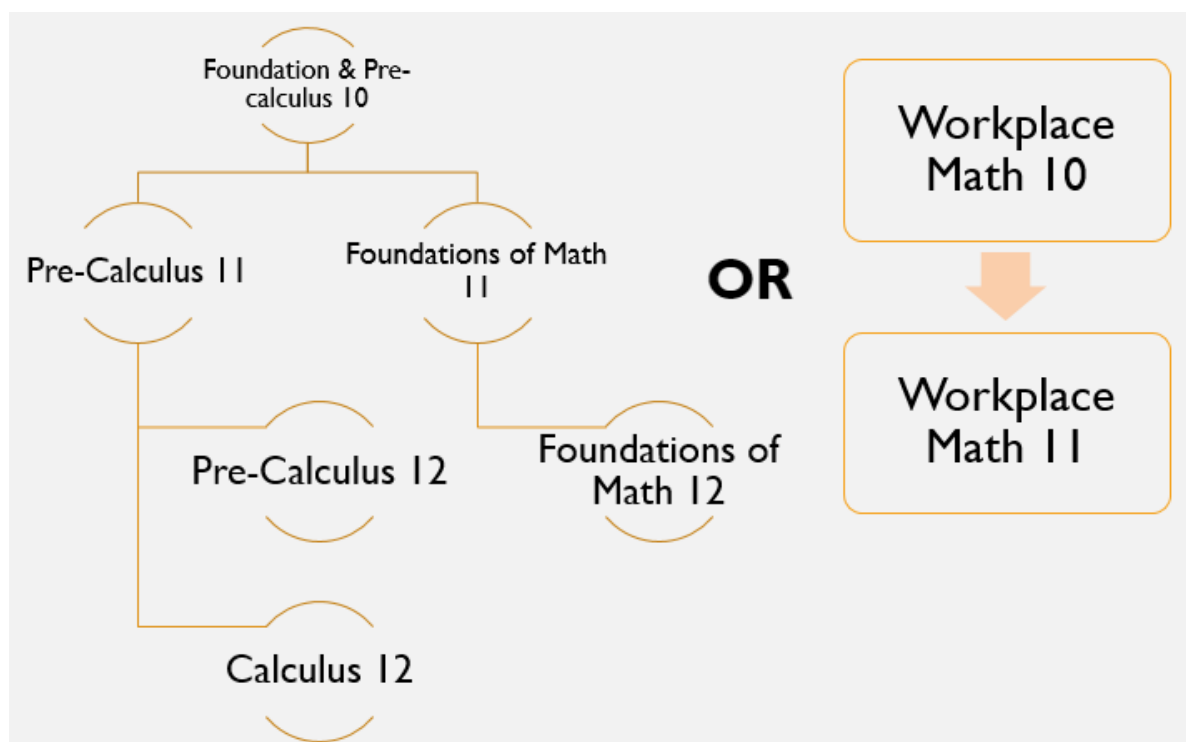 Foundation & Pre-
calculus 10
Pre-Calculus 11
Foundations of Math
11
Pre-Calculus 12
Foundations of
Math 12
Calculus 12
OR
Workplace
Math 10
Workplace
Math 11